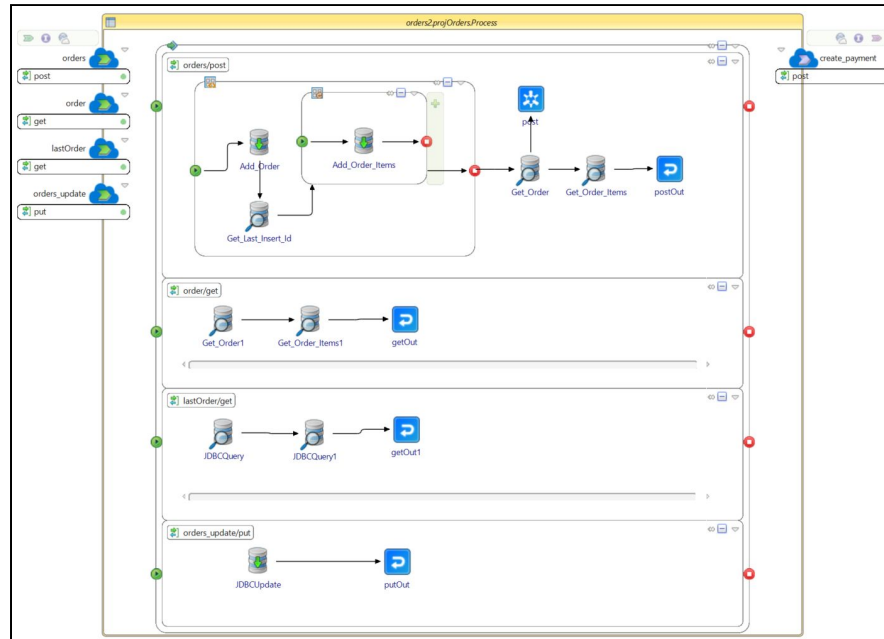 orders2.projOrders.Process
orders
post
order
get
lastOrder
get
orders_update
put
create_payment
post
orders/post
Add_Order
Get_Last_Insert_Id
Add_Order_Items
post
Get_Order
Get_Order_Items
postOut
order/get
Get_Order1
Get_Order_Items1
getOut
lastOrder/get
JDBCQuery
JDBCQuery1
getOut1
orders_update/put
JDBCUpdate
putOut